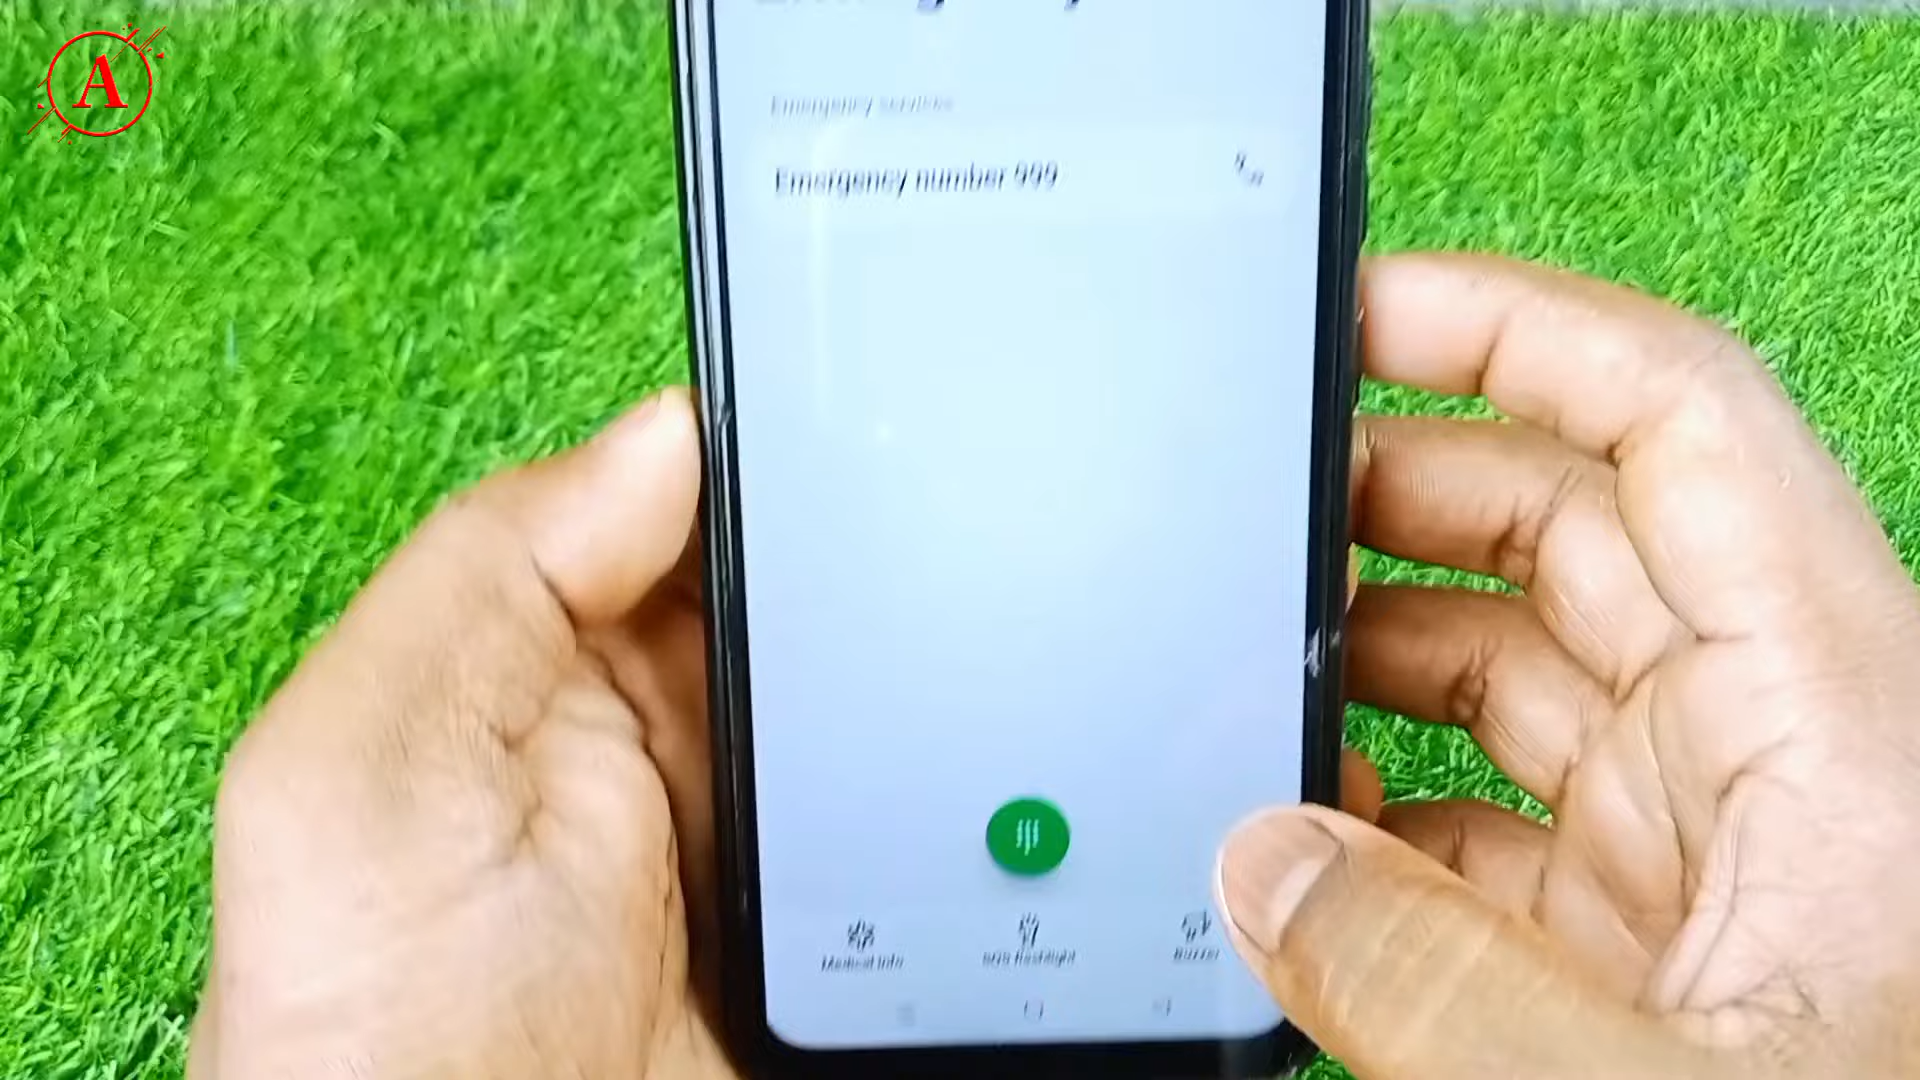 A
Emergency services
Emergency number 999
Medical info
SOS flashlight
Buzzer